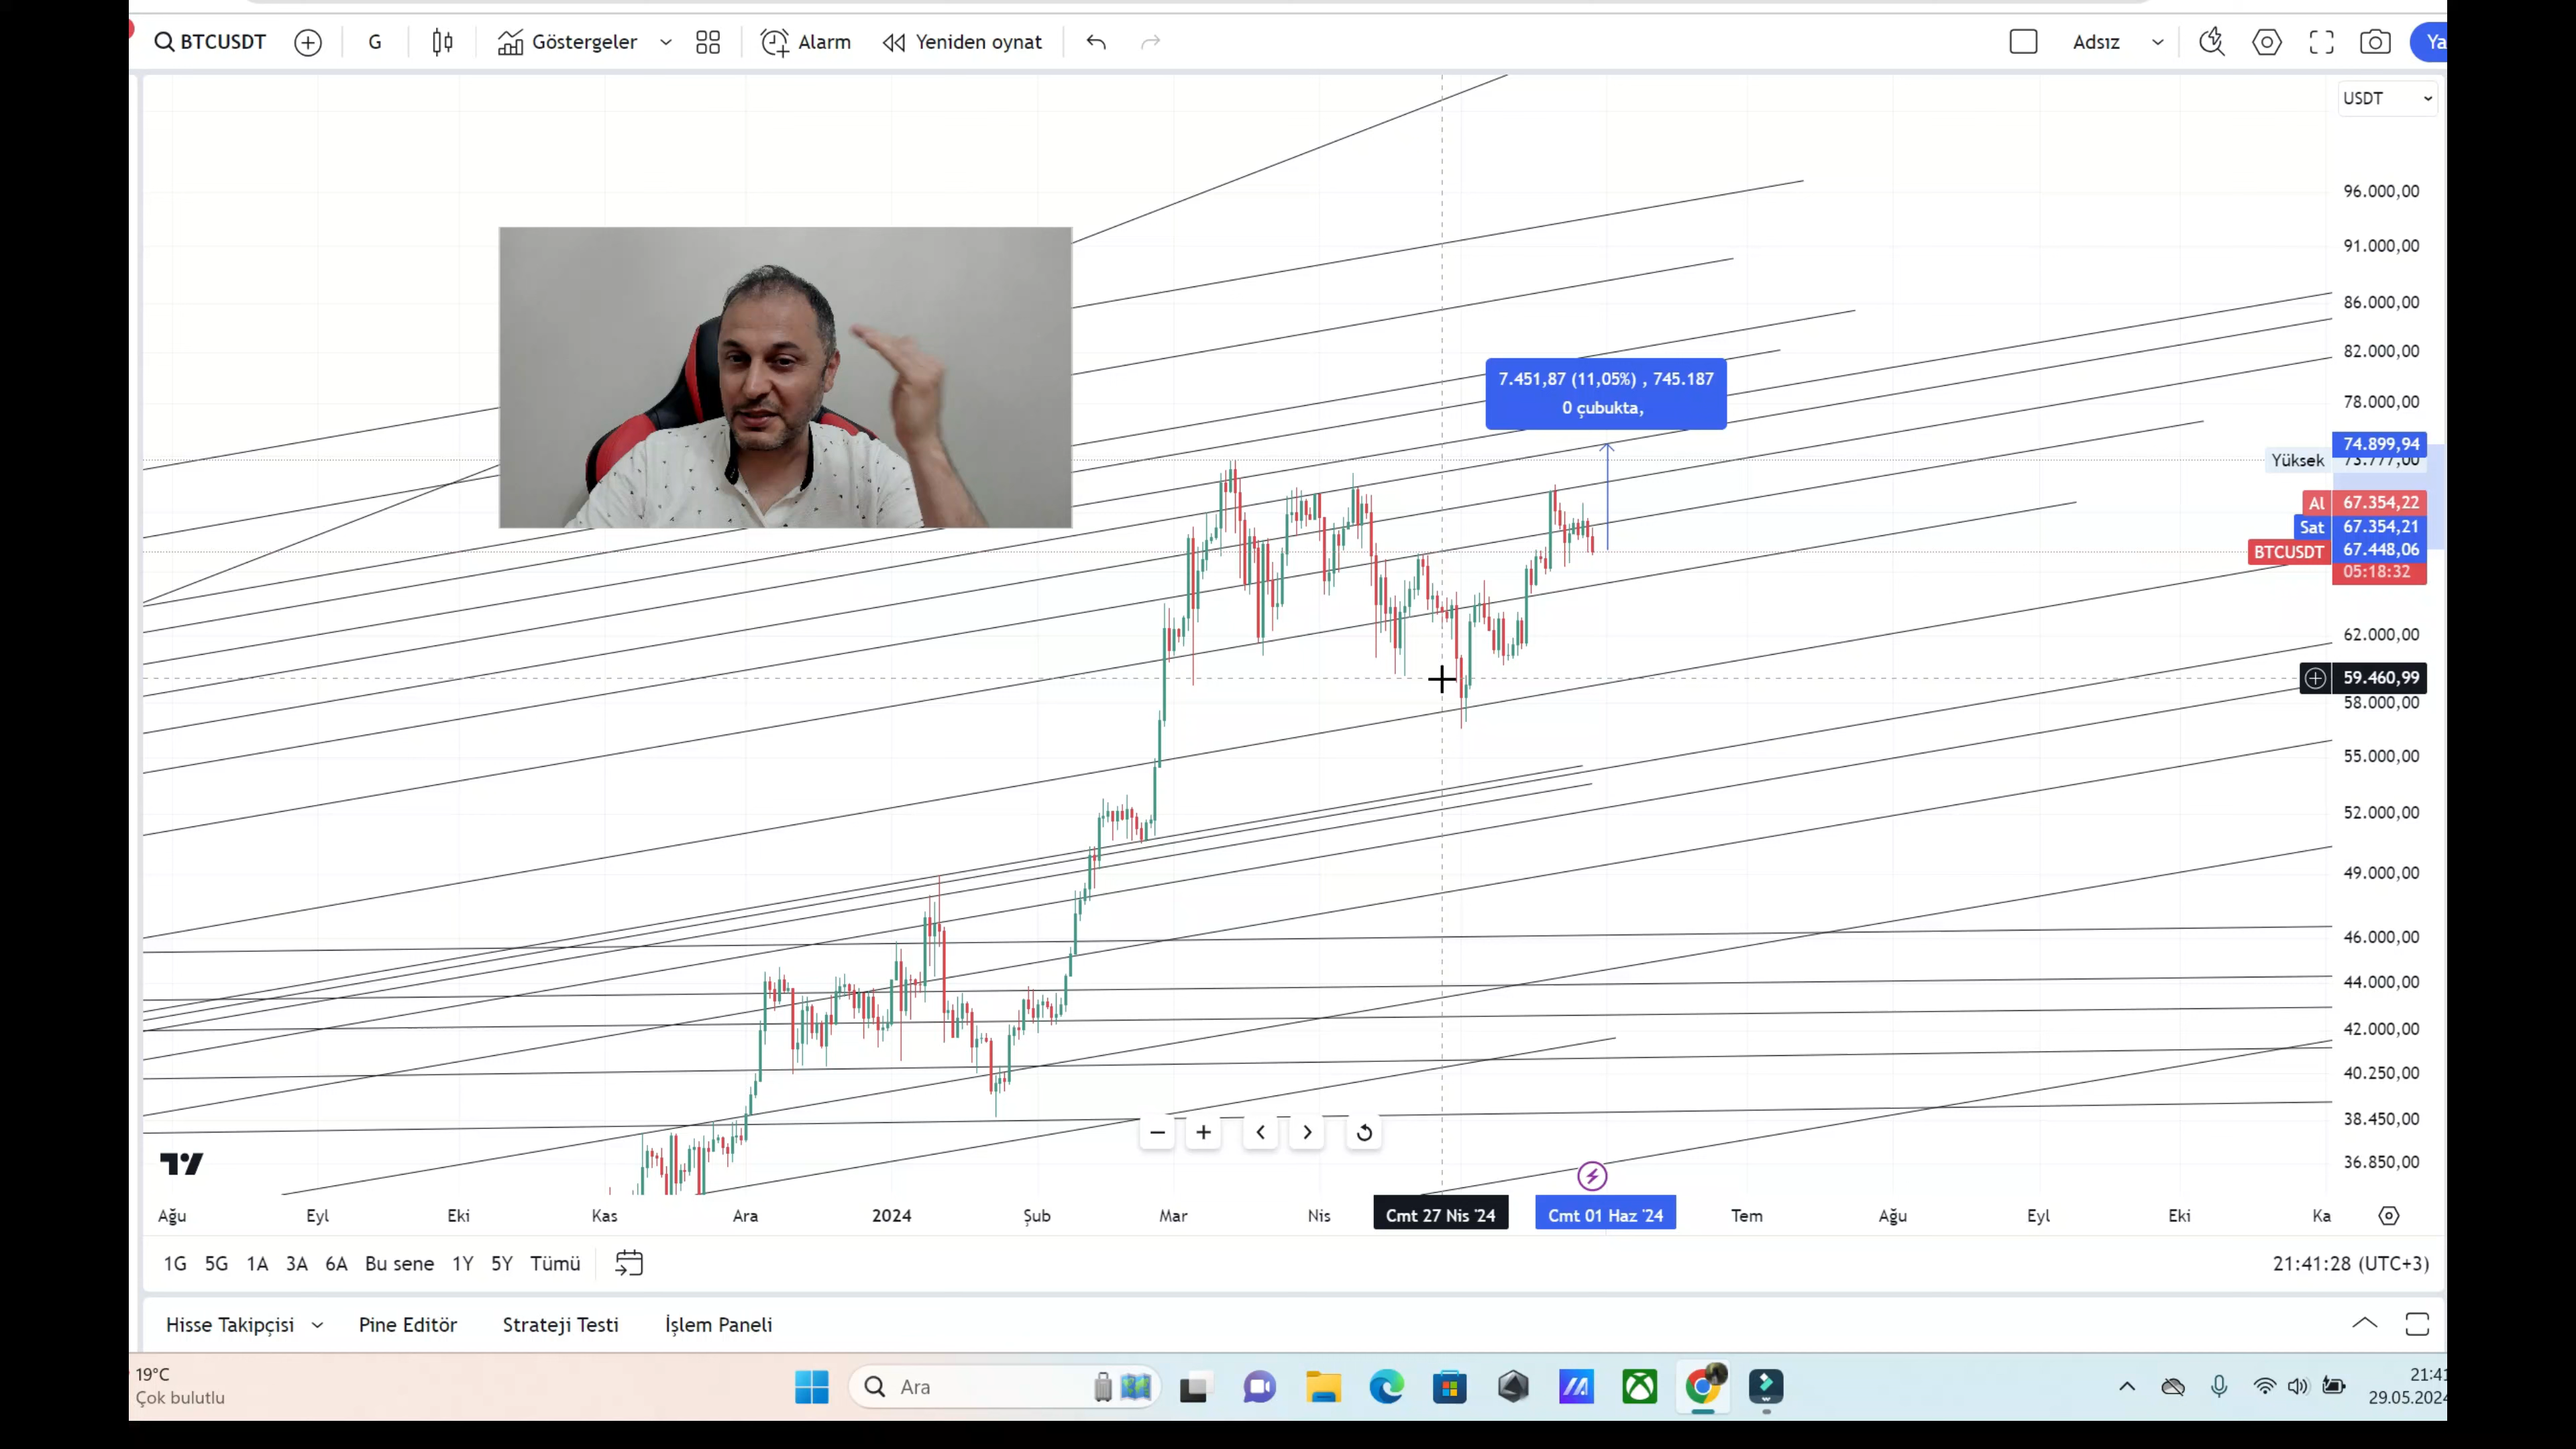 BTCUSDT G Göstergeler Alarm Yeniden oynat Adsız Ya
USDT
96.000,00
91.000,00
86.000,00
82.000,00
7.451,87 (11,05%) , 745.187
0 çubukta,
78.000,00
74.899,94
Yüksek 73.777,00
Al 67.354,22
Sat 67.354,21
BTCUSDT 67.448,06
05:18:32
62.000,00
59.460,99
58.000,00
55.000,00
52.000,00
49.000,00
46.000,00
44.000,00
42.000,00
40.250,00
38.450,00
36.850,00
Ağu Eyl Eki Kas Ara 2024 Şub Mar Nis Cmt 27 Nis '24 Cmt 01 Haz '24 Tem Ağu Eyl Eki Ka
1G 5G 1A 3A 6A Bu sene 1Y 5Y Tümü 21:41:28 (UTC+3)
Hisse Takipçisi Pine Editör Strateji Testi İşlem Paneli
19°C
Çok bulutlu
Ara
21:41
29.05.2024